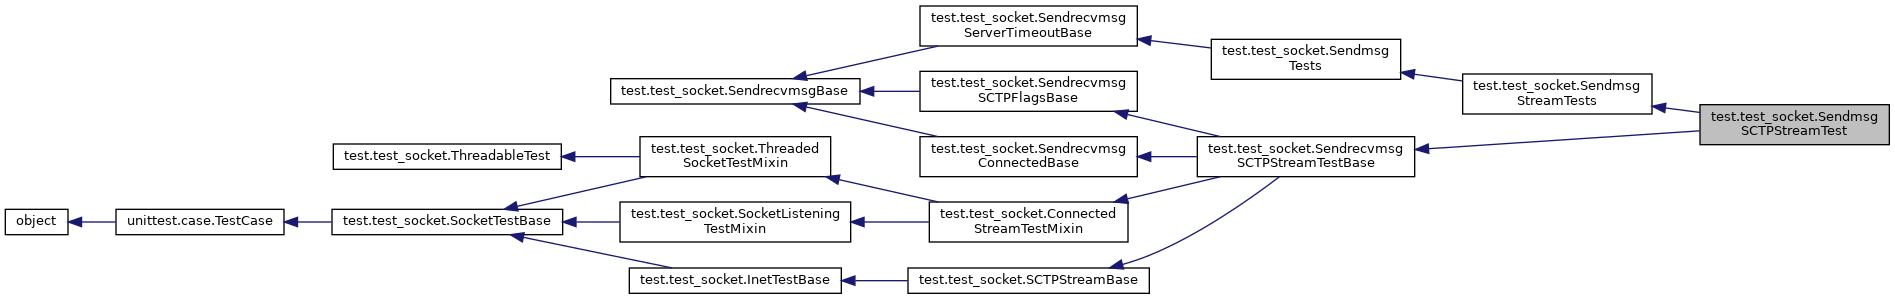 test.test_socket.Sendrecvmsg
ServerTimeoutBase
test.test_socket.Sendmsg
Tests
test.test_socket.SendrecvmsgBase
test.test_socket.Sendrecvmsg
SCTPFlagsBase
test.test_socket.Sendmsg
StreamTests
test.test_socket.Sendmsg
SCTPStreamTest
test.test_socket.ThreadableTest
test.test_socket.Threaded
SocketTestMixin
test.test_socket.Sendrecvmsg
ConnectedBase
test.test_socket.Sendrecvmsg
SCTPStreamTestBase
object
unittest.case.TestCase
test.test_socket.SocketTestBase
test.test_socket.SocketListening
TestMixin
test.test_socket.Connected
StreamTestMixin
test.test_socket.InetTestBase
test.test_socket.SCTPStreamBase